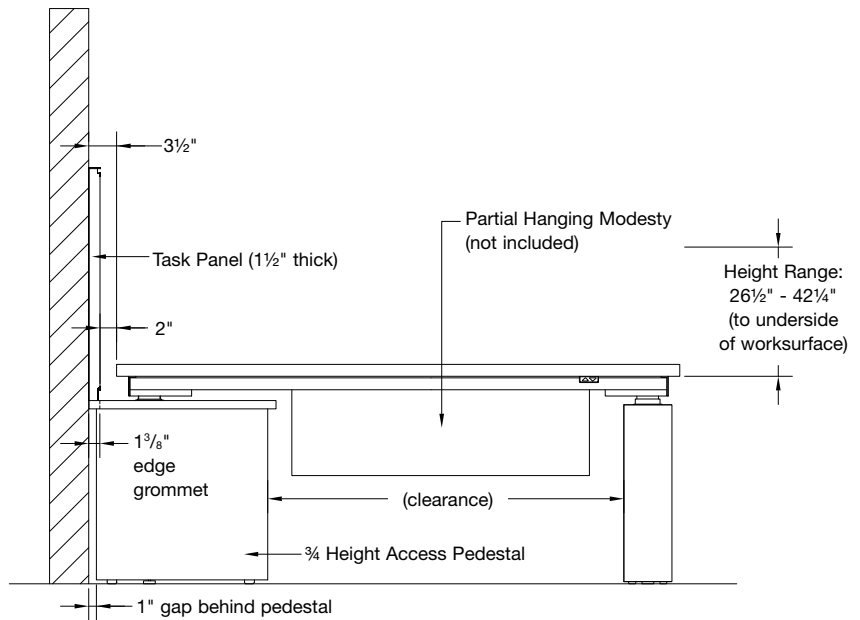 3½"
Partial Hanging Modesty
(not included)
Task Panel (1½" thick)
Height Range:
26½" - 42¼"
(to underside
of worksurface)
2"
1³/₈"
edge
grommet
(clearance)
¾ Height Access Pedestal
1" gap behind pedestal